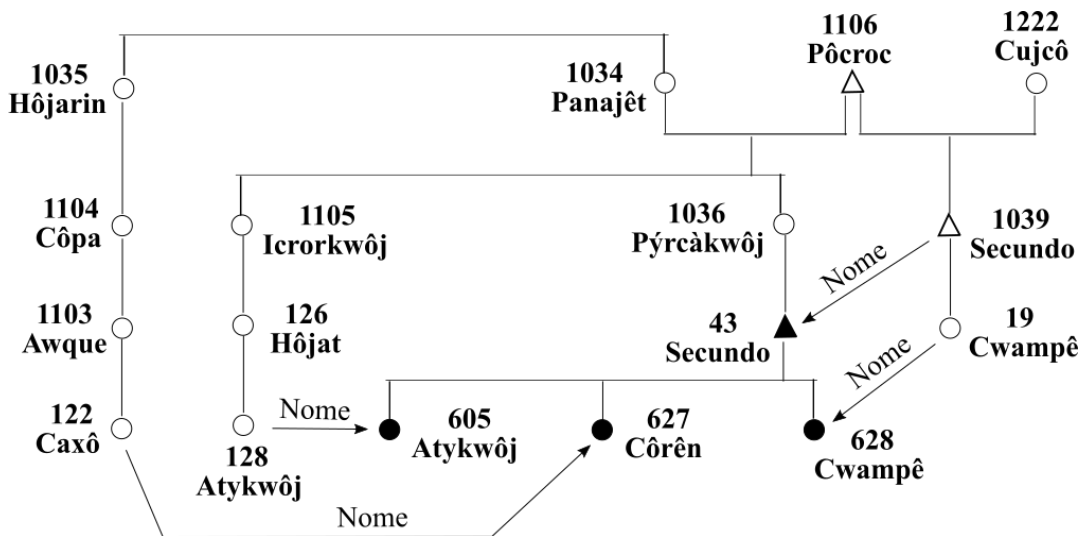 1106
Pôcroc
1222
Cujcô
1035
Hôjarin
1034
Panajêt
1104
Côpa
1105
Icrorkwôj
1036
Pýrcàkwôj
1039
Secundo
Nome
1103
Awque
126
Hôjat
43
Secundo
19
Cwampê
Nome
122
Caxô
128
Atykwôj
Nome
605
Atykwôj
627
Côrên
628
Cwampê
Nome